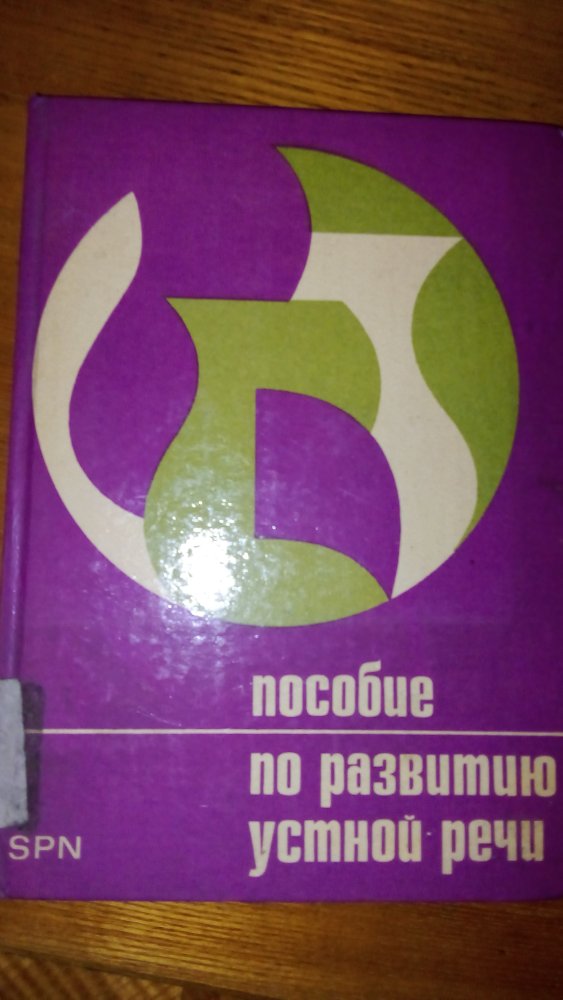 пособие
по развитию
устной речи
SPN